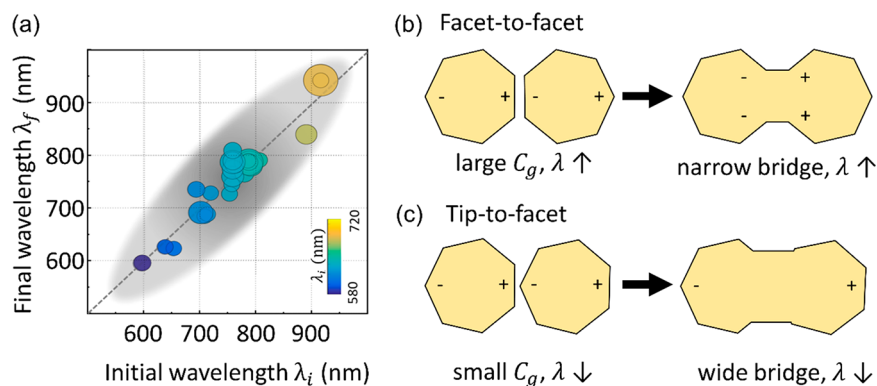 (a)
Final wavelength λf (nm)
900
800
700
600
600 700 800 900
Initial wavelength λi (nm)
λi (nm)
720
580
(b) Facet-to-facet
- + - +
- +
- +
large Cg, λ ↑
narrow bridge, λ ↑
(c) Tip-to-facet
- + - +
- +
small Cg, λ ↓
wide bridge, λ ↓